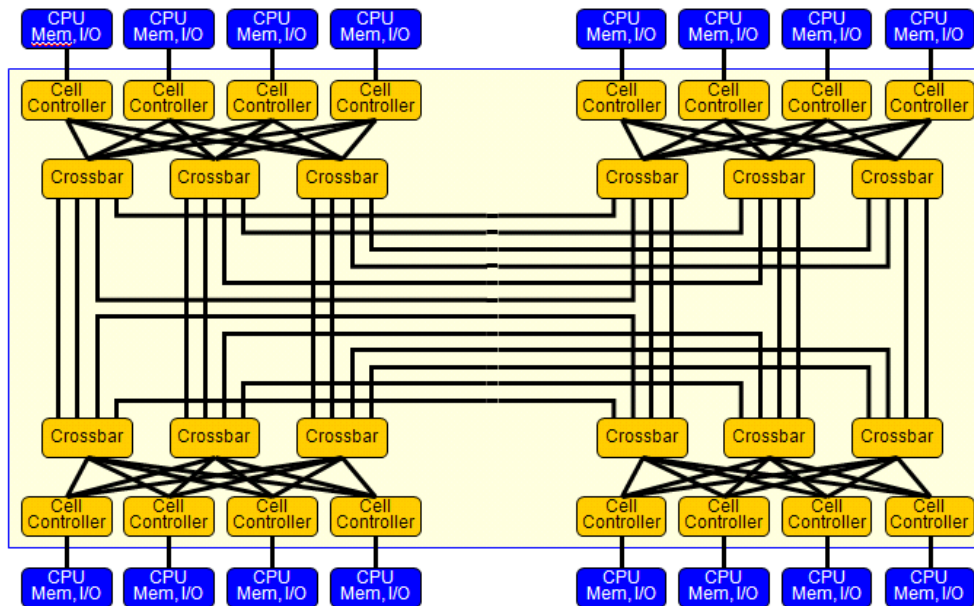 CPU
Mem, I/O
CPU
Mem, I/O
CPU
Mem, I/O
CPU
Mem, I/O
CPU
Mem, I/O
CPU
Mem, I/O
CPU
Mem, I/O
CPU
Mem, I/O
Cell
Controller
Cell
Controller
Cell
Controller
Cell
Controller
Cell
Controller
Cell
Controller
Cell
Controller
Cell
Controller
Crossbar
Crossbar
Crossbar
Crossbar
Crossbar
Crossbar
Crossbar
Crossbar
Crossbar
Crossbar
Crossbar
Crossbar
Cell
Controller
Cell
Controller
Cell
Controller
Cell
Controller
Cell
Controller
Cell
Controller
Cell
Controller
Cell
Controller
CPU
Mem, I/O
CPU
Mem, I/O
CPU
Mem, I/O
CPU
Mem, I/O
CPU
Mem, I/O
CPU
Mem, I/O
CPU
Mem, I/O
CPU
Mem, I/O